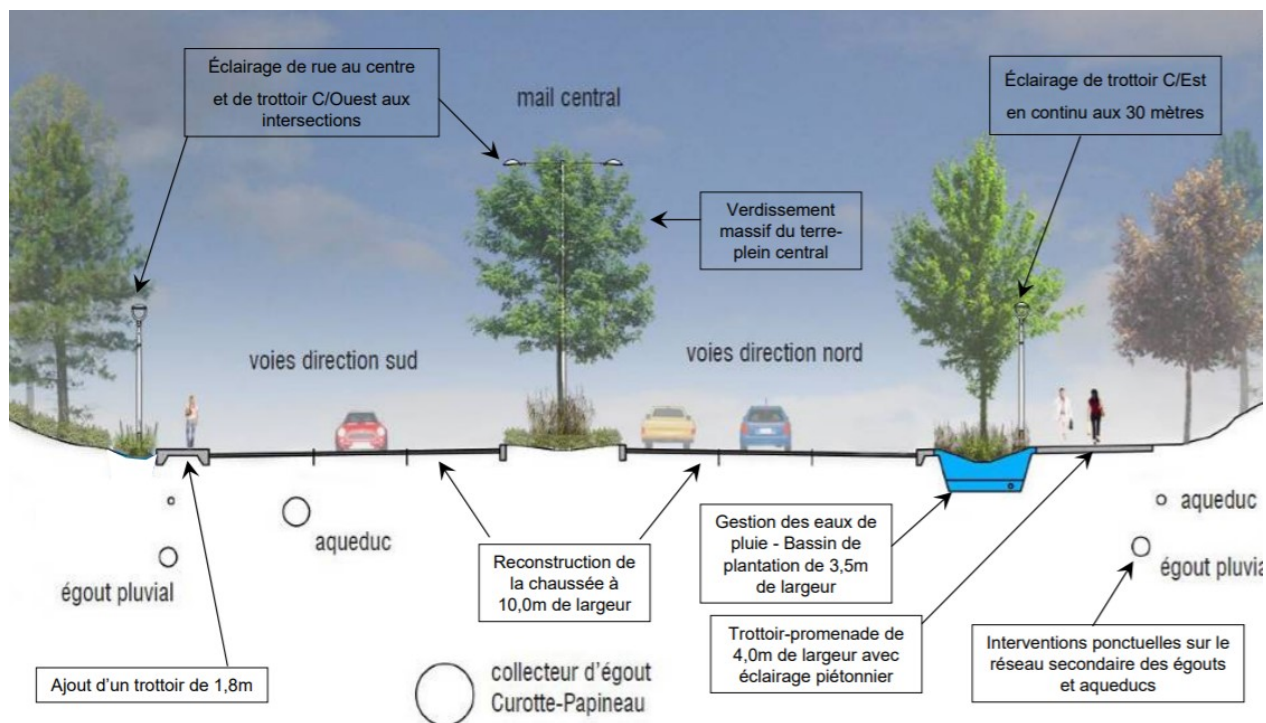 Éclairage de rue au centre
et de trottoir C/Ouest aux
intersections
mail central
Éclairage de trottoir C/Est
en continu aux 30 mètres
Verdissement
massif du terre-
plein central
voies direction sud
voies direction nord
aqueduc
égout pluvial
Reconstruction de
la chaussée à
10,0m de largeur
Gestion des eaux de
pluie - Bassin de
plantation de 3,5m
de largeur
aqueduc
égout pluvial
Ajout d'un trottoir de 1,8m
collecteur d'égout
Curotte-Papineau
Trottoir-promenade de
4,0m de largeur avec
éclairage piétonnier
Interventions ponctuelles sur le
réseau secondaire des égouts
et aqueducs